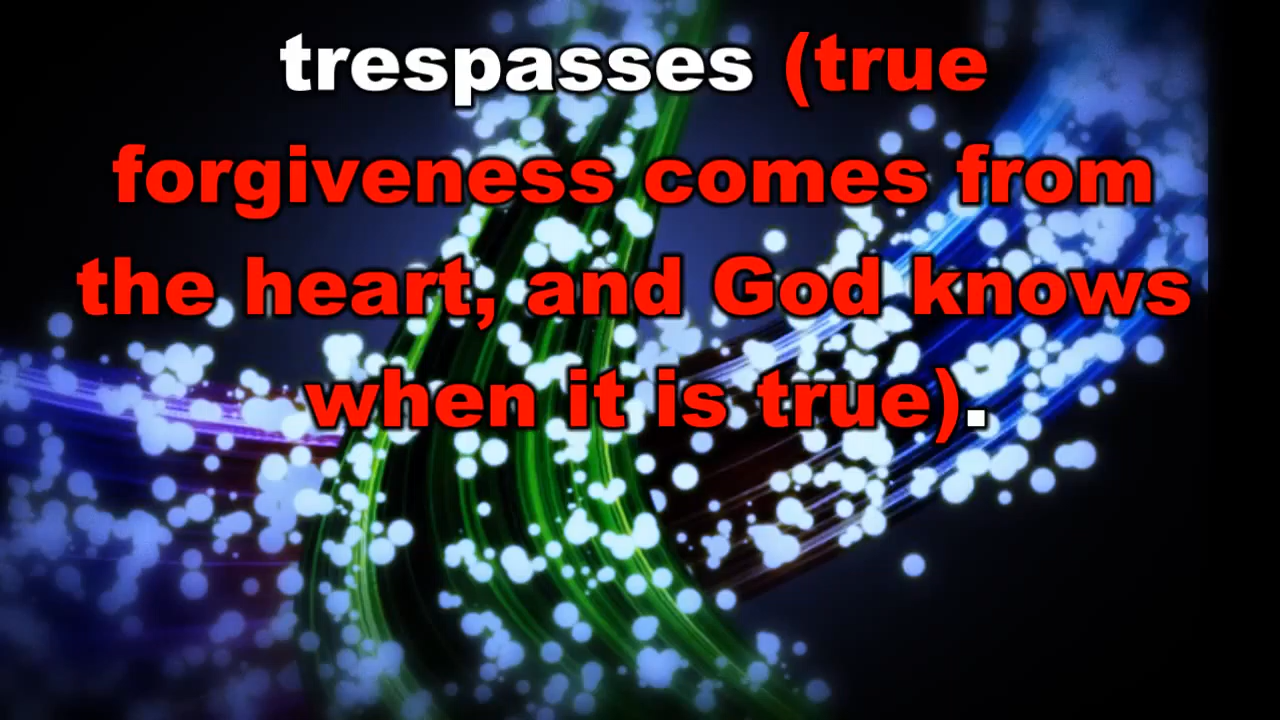 trespasses (true
forgiveness comes from
the heart, and God knows
when it is true).